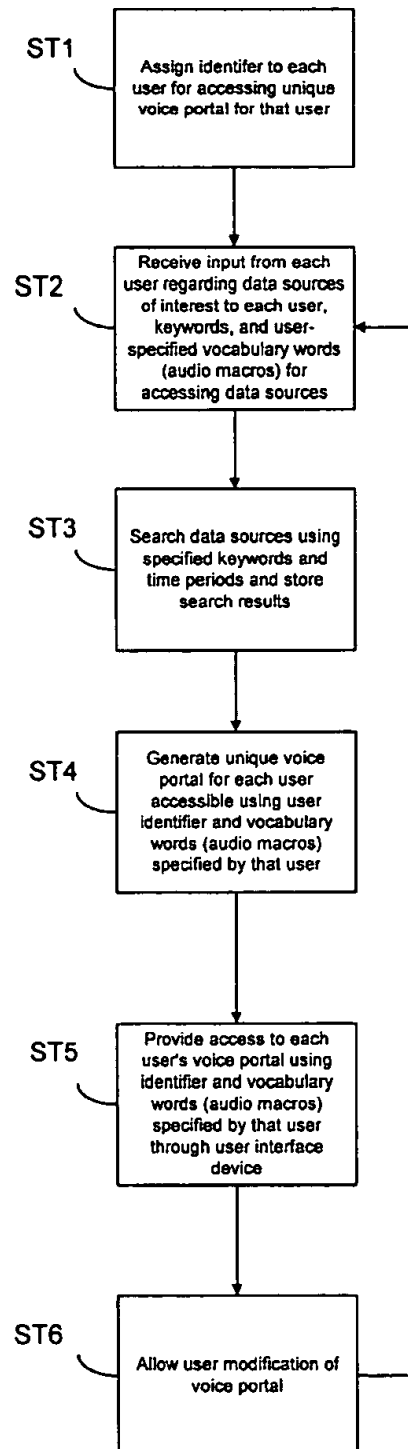 ST1
Assign identifer to each
user for accessing unique
voice portal for that user
ST2
Receive input from each
user regarding data sources
of interest to each user,
keywords, and user-
specified vocabulary words
(audio macros) for
accessing data sources
ST3
Search data sources using
specified keywords and
time periods and store
search results
ST4
Generate unique voice
portal for each user
accessible using user
identifier and vocabulary
words (audio macros)
specified by that user
ST5
Provide access to each
user's voice portal using
identifier and vocabulary
words (audio macros)
specified by that user
through user interface
device
ST6
Allow user modification of
voice portal